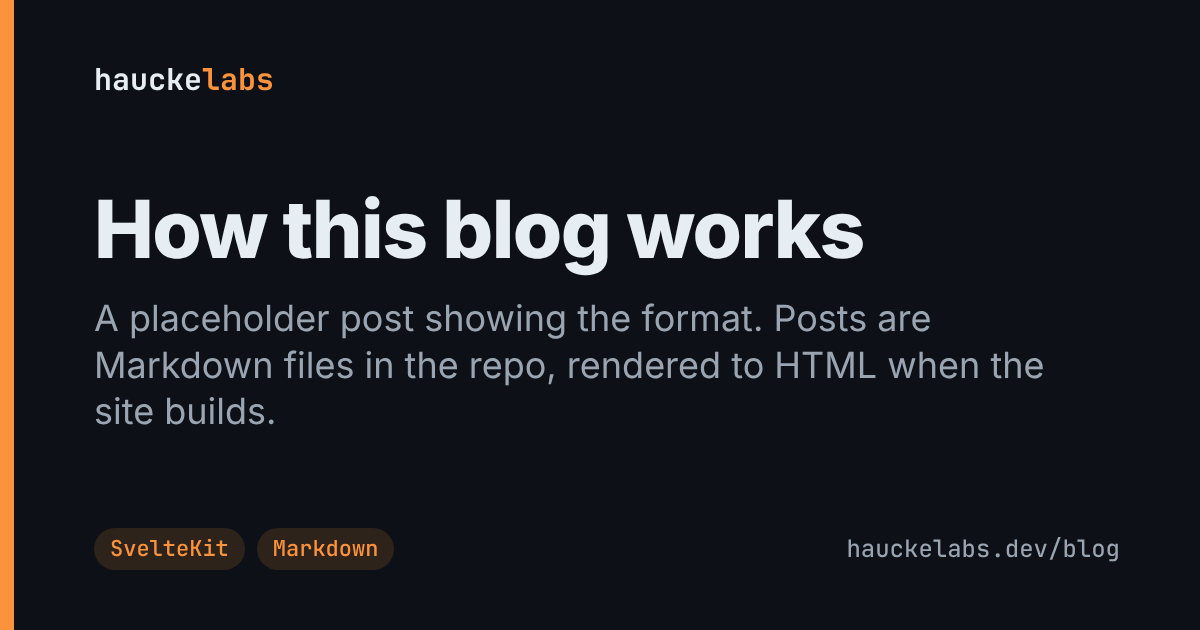 hauckelabs
How this blog works
A placeholder post showing the format. Posts are
Markdown files in the repo, rendered to HTML when the
site builds.
SvelteKit
Markdown
hauckelabs.dev/blog